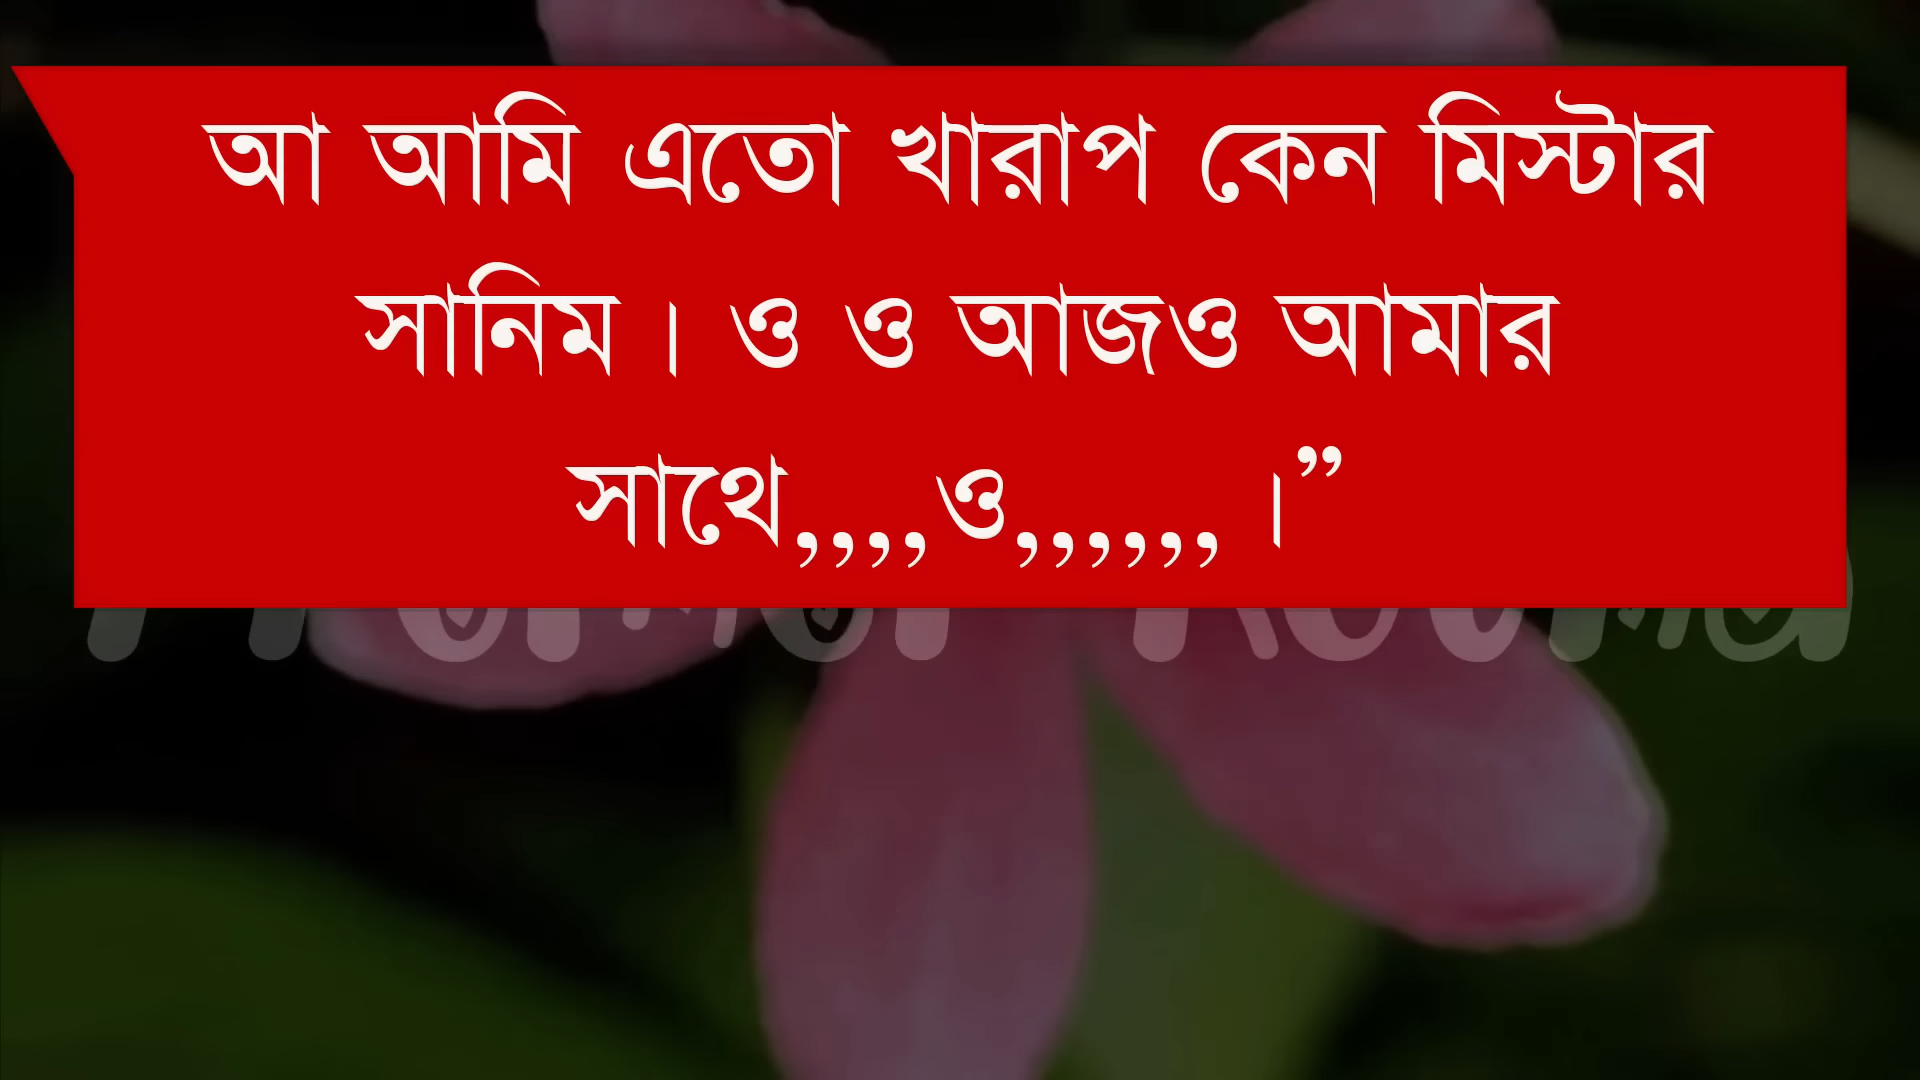 আ আমি এতো খারাপ কেন মিস্টার
সানিম। ও ও আজও আমার
সাথে,,,,ও,,,,,, ।”